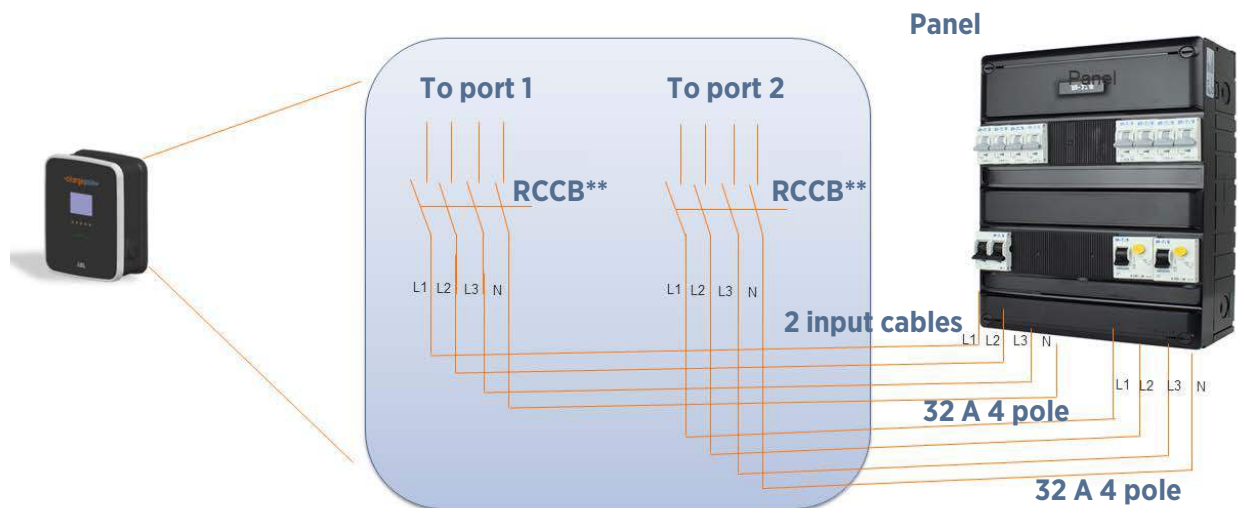 Panel
Panel
To port 1
To port 2
RCCB**
RCCB**
L1 L2 L3 N
L1 L2 L3 N
2 input cables
L1 L2 L3 N
L1 L2 L3 N
32 A 4 pole
32 A 4 pole